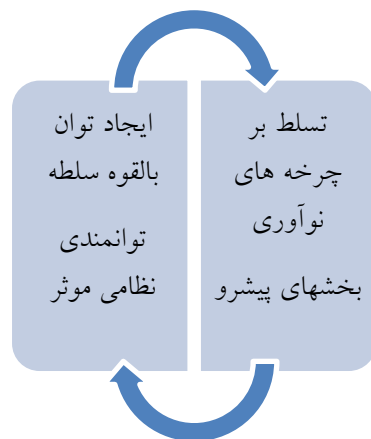 تسلط بر
چرخه های
نوآوری
بخشهای پیشرو
ایجاد توان
بالقوه سلطه
توانمندی
نظامی موثر